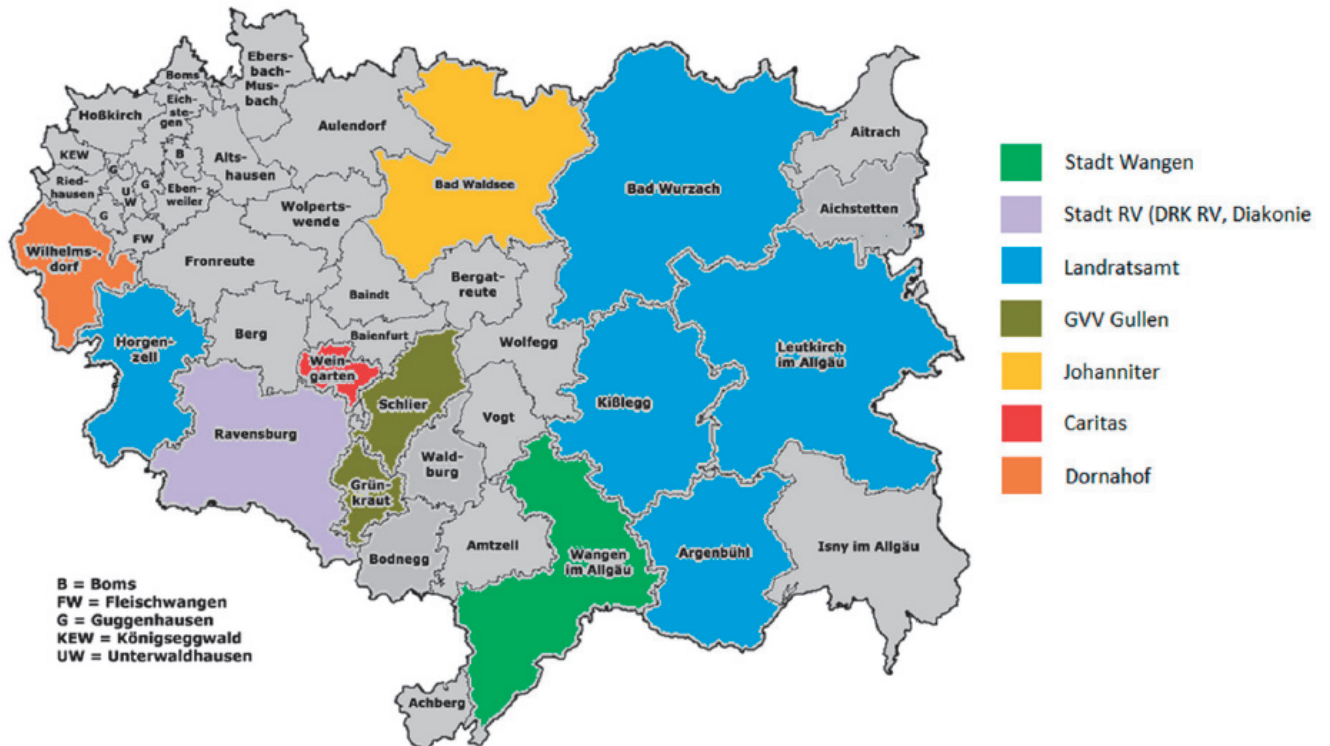 Ebers-
bach-
Mus-
bach
Boms
Eich-
ste-
gen
Hoßkirch
Aulendorf
Aitrach
KEW
B
Alts-
hausen
G
Ried-
hausen
U
W
G
Eben-
weiler
G
Bad Waldsee
Bad Wurzach
Aichstetten
Wolperts-
wende
FW
Wilhelms-
dorf
Fronreute
Bergat-
reute
Baindt
Horgen-
zell
Berg
Baienfurt
Wolfegg
Leutkirch
im Allgäu
Wein-
garten
Schlier
Kißlegg
Vogt
Ravensburg
Wald-
burg
Grün-
kraut
Bodnegg
Amtzell
Wangen
im Allgäu
Argenbühl
Isny im Allgäu
Achberg
B = Boms
FW = Fleischwangen
G = Guggenhausen
KEW = Königseggwald
UW = Unterwaldhausen
Stadt Wangen
Stadt RV (DRK RV, Diakonie
Landratsamt
GVV Gullen
Johanniter
Caritas
Dornahof